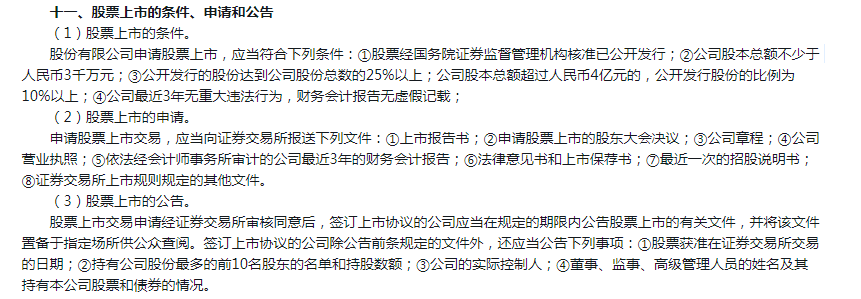 十一、股票上市的条件、申请和公告
（1）股票上市的条件。
股份有限公司申请股票上市，应当符合下列条件：①股票经国务院证券监督管理机构核准已公开发行；②公司股本总额不少于
人民币3千万元；③公开发行的股份达到公司股份总数的25%以上；公司股本总额超过人民币4亿元的，公开发行股份的比例为
10%以上；④公司最近3年无重大违法行为，财务会计报告无虚假记载；
（2）股票上市的申请。
申请股票上市交易，应当向证券交易所报送下列文件：①上市报告书；②申请股票上市的股东大会决议；③公司章程；④公司
营业执照；⑤依法经会计师事务所审计的公司最近3年的财务会计报告；⑥法律意见书和上市保荐书；⑦最近一次的招股说明书；
⑧证券交易所上市规则规定的其他文件。
（3）股票上市的公告。
股票上市交易申请经证券交易所审核同意后，签订上市协议的公司应当在规定的期限内公告股票上市的有关文件，并将该文件
置备于指定场所供公众查阅。签订上市协议的公司除公告前条规定的文件外，还应当公告下列事项：①股票获准在证券交易所交易
的日期；②持有公司股份最多的前10名股东的名单和持股数额；③公司的实际控制人；④董事、监事、高级管理人员的姓名及其
持有本公司股票和债券的情况。